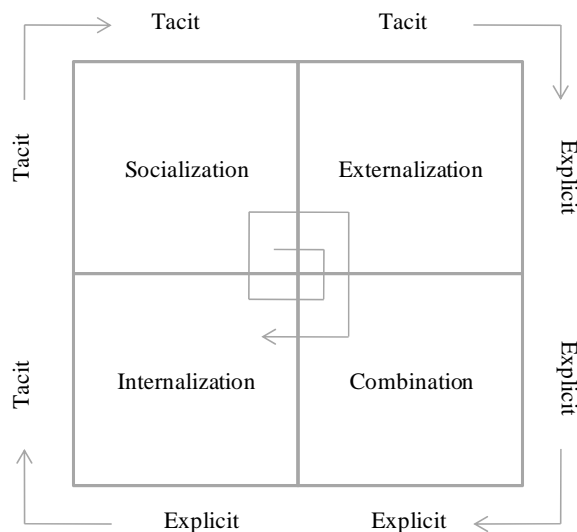 Tacit
Tacit
Tacit
Explicit
Socialization
Externalization
Tacit
Explicit
Internalization
Combination
Explicit
Explicit